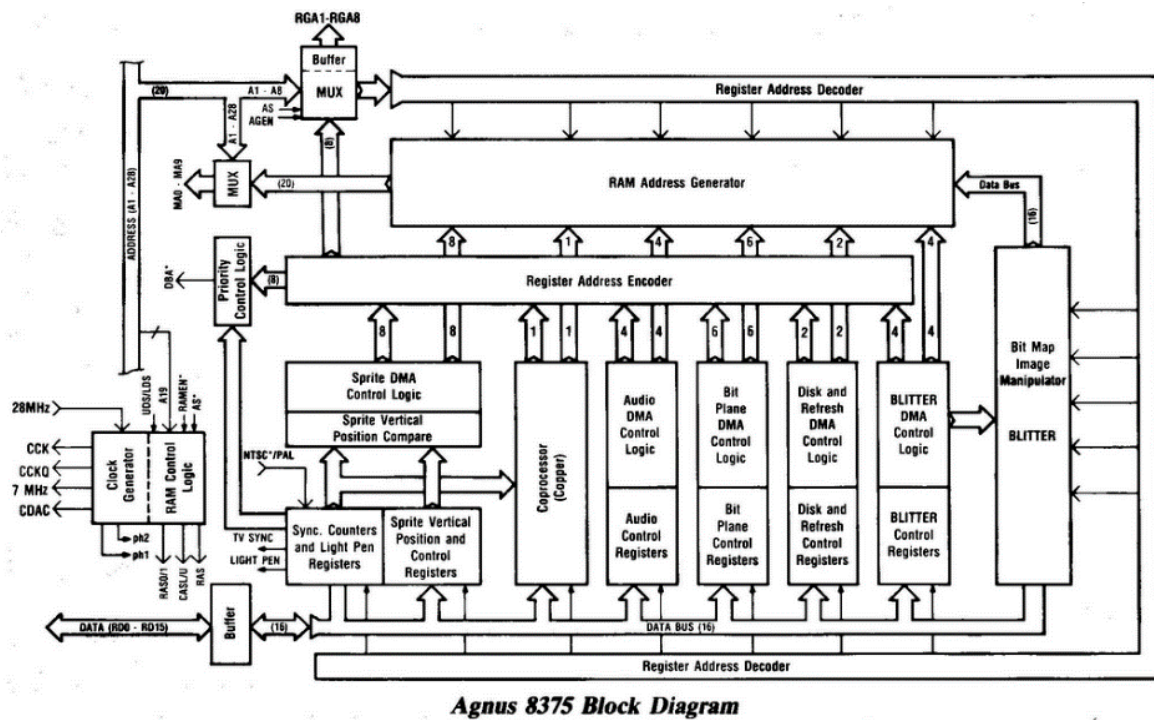 RGA1-RGA8
Buffer
MUX
(20)
A1 - A8
AS
AGEN
A1 - A28
(8)
Register Address Decoder
MA0 - MA9
MUX
(20)
RAM Address Generator
Data Bus
(16)
ADDRESS (A1 - A28)
8
1
4
6
2
4
DBA*
Priority
Control Logic
(8)
Register Address Encoder
8
8
1
1
4
4
6
6
2
2
4
4
Sprite DMA
Control Logic
Sprite Vertical
Position Compare
Coprocessor
(Copper)
Audio
DMA
Control
Logic
Bit
Plane
DMA
Control
Logic
Disk and
Refresh
DMA
Control
Logic
BLITTER
DMA
Control
Logic
Bit Map
Image
Manipulator
BLITTER
28MHz
UDS/LDS
A19
RAMEN*
AS*
CCK
CCKQ
7 MHz
CDAC
Clock
Generator
RAM Control
Logic
ph2
ph1
RAS0/1
CASL/U
RAS
NTSC*/PAL
TV SYNC
LIGHT PEN
Sync. Counters
and Light Pen
Registers
Sprite Vertical
Position and
Control
Registers
Audio
Control
Registers
Bit
Plane
Control
Registers
Disk and
Refresh
Control
Registers
BLITTER
Control
Registers
DATA (RD0 - RD15)
Buffer
(16)
DATA BUS (16)
Register Address Decoder
Agnus 8375 Block Diagram